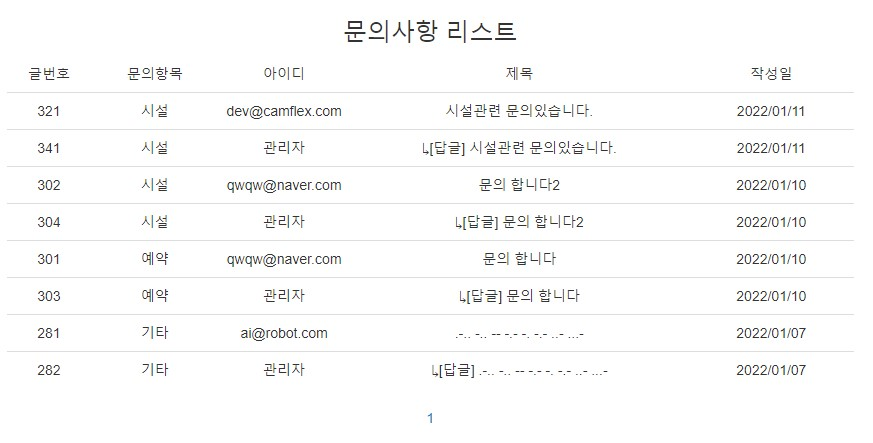 문의사항 리스트
글번호 문의항목 아이디 제목 작성일
321 시설 dev@camflex.com 시설관련 문의있습니다. 2022/01/11
341 시설 관리자 ↳[답글] 시설관련 문의있습니다. 2022/01/11
302 시설 qwqw@naver.com 문의 합니다2 2022/01/10
304 시설 관리자 ↳[답글] 문의 합니다2 2022/01/10
301 예약 qwqw@naver.com 문의 합니다 2022/01/10
303 예약 관리자 ↳[답글] 문의 합니다 2022/01/10
281 기타 ai@robot.com .-.. -.. -- -.- -. -.- ..- ...- 2022/01/07
282 기타 관리자 ↳[답글] .-.. -.. -- -.- -. -.- ..- ...- 2022/01/07
1